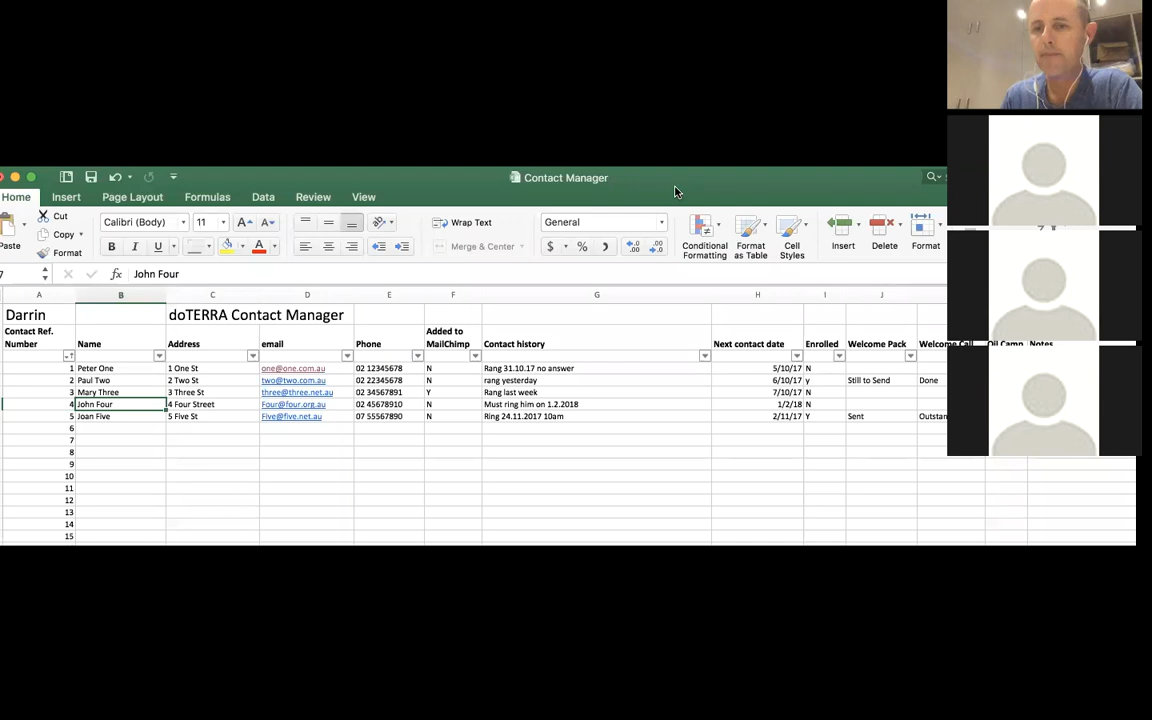 Contact Manager
Home Insert Page Layout Formulas Data Review View
Cut
Copy
Format
Paste
Calibri (Body) 11
B I U
Wrap Text
Merge & Center
General
$ %
Conditional Formatting
Format as Table
Cell Styles
Insert
Delete
Format
7 fx John Four
A B C D E F G H I J
Darrin doTERRA Contact Manager
Contact Ref. Number Name Address email Phone Added to MailChimp Contact history Next contact date Enrolled Welcome Pack Welcome Call Oil Camp Notes
1 Peter One 1 One St one@one.com.au 02 12345678 N Rang 31.10.17 no answer 5/10/17 N
2 Paul Two 2 Two St two@two.com.au 02 22345678 N rang yesterday 6/10/17 y Still to Send Done
3 Mary Three 3 Three St three@three.net.au 02 34567891 Y Rang last week 7/10/17 N
4 John Four 4 Four Street Four@four.org.au 02 45678910 N Must ring him on 1.2.2018 1/2/18 N
5 Joan Five 5 Five St Five@five.net.au 07 55567890 N Ring 24.11.2017 10am 2/11/17 Y Sent Outstan
6
7
8
9
10
11
12
13
14
15